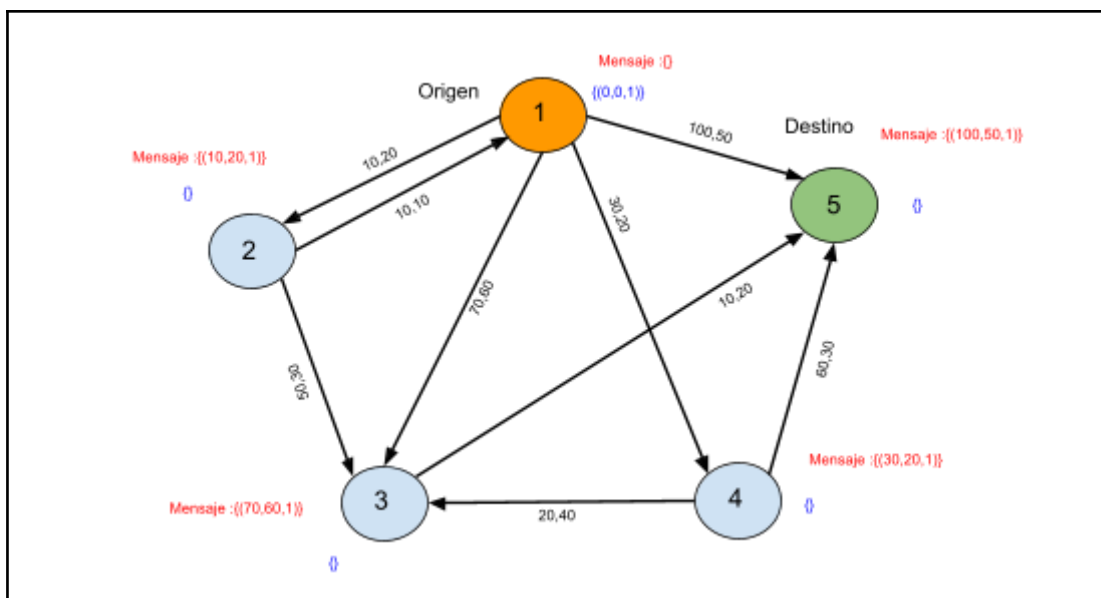 Mensaje :{}
Origen
{(0,0,1)}
1
100,50
Destino
Mensaje :{(100,50,1)}
Mensaje :{(10,20,1)}
{}
10,20
10,10
30,20
5
{}
2
70,60
10,20
50,30
60,30
Mensaje :{(30,20,1)}
Mensaje :{(70,60,1)}
3
20,40
4
{}
{}